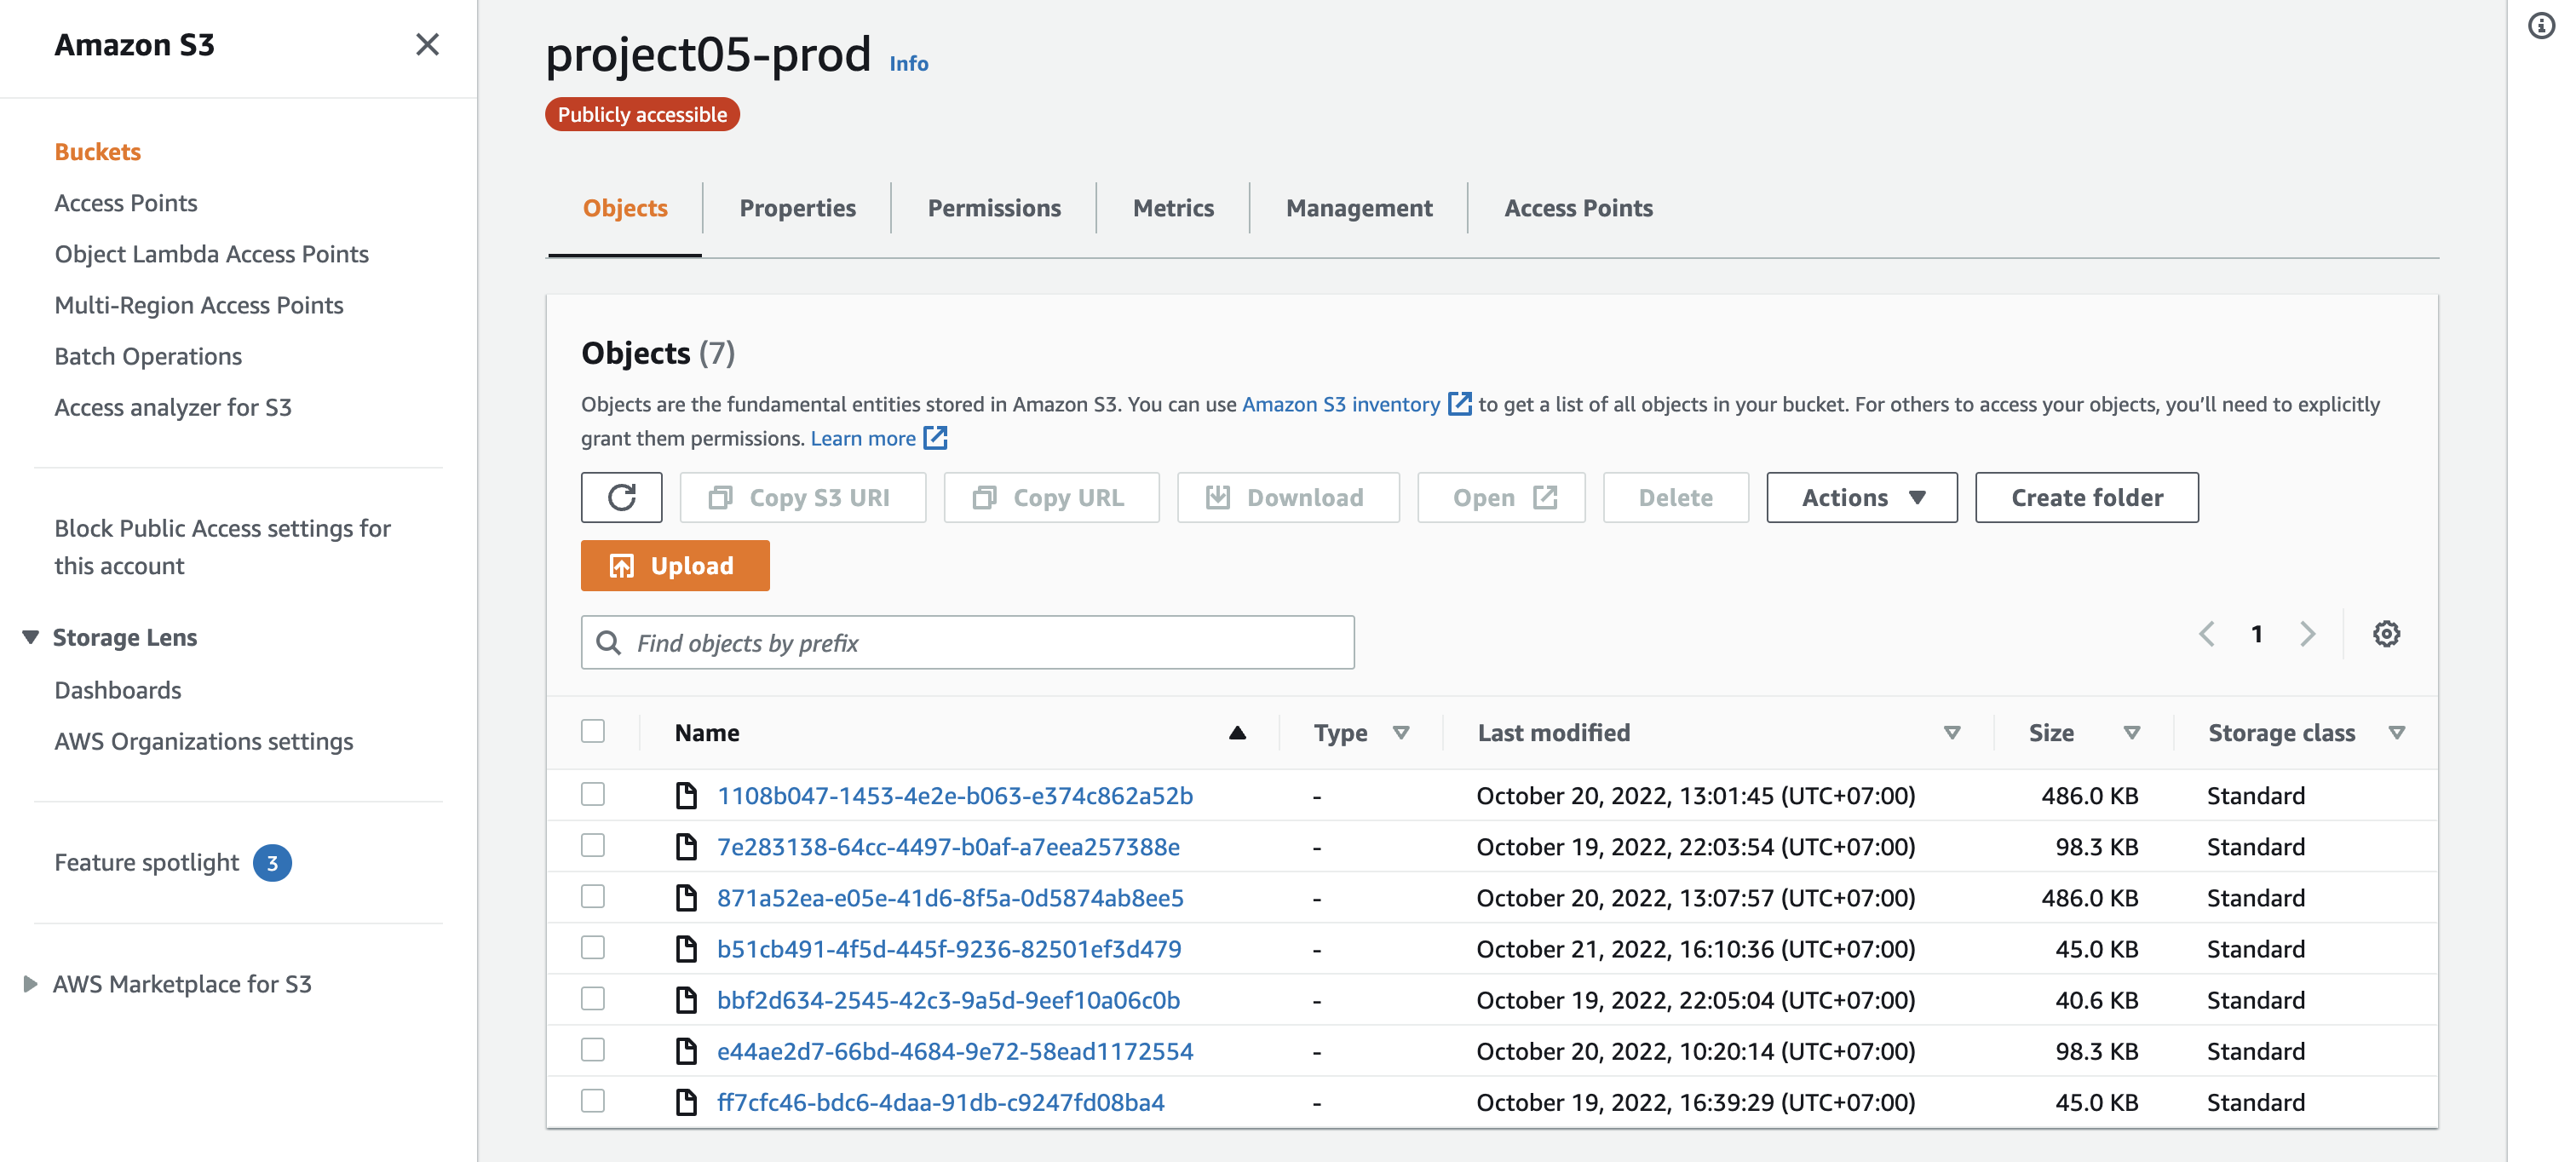 Amazon S3
Buckets
Access Points
Object Lambda Access Points
Multi-Region Access Points
Batch Operations
Access analyzer for S3
Block Public Access settings for
this account
Storage Lens
Dashboards
AWS Organizations settings
Feature spotlight 3
AWS Marketplace for S3
project05-prod Info
Publicly accessible
Objects Properties Permissions Metrics Management Access Points
Objects (7)
Objects are the fundamental entities stored in Amazon S3. You can use Amazon S3 inventory to get a list of all objects in your bucket. For others to access your objects, you’ll need to explicitly
grant them permissions. Learn more
Copy S3 URI Copy URL Download Open Delete Actions Create folder
Upload
Find objects by prefix 1
Name Type Last modified Size Storage class
1108b047-1453-4e2e-b063-e374c862a52b - October 20, 2022, 13:01:45 (UTC+07:00) 486.0 KB Standard
7e283138-64cc-4497-b0af-a7eea257388e - October 19, 2022, 22:03:54 (UTC+07:00) 98.3 KB Standard
871a52ea-e05e-41d6-8f5a-0d5874ab8ee5 - October 20, 2022, 13:07:57 (UTC+07:00) 486.0 KB Standard
b51cb491-4f5d-445f-9236-82501ef3d479 - October 21, 2022, 16:10:36 (UTC+07:00) 45.0 KB Standard
bbf2d634-2545-42c3-9a5d-9eef10a06c0b - October 19, 2022, 22:05:04 (UTC+07:00) 40.6 KB Standard
e44ae2d7-66bd-4684-9e72-58ead1172554 - October 20, 2022, 10:20:14 (UTC+07:00) 98.3 KB Standard
ff7cfc46-bdc6-4daa-91db-c9247fd08ba4 - October 19, 2022, 16:39:29 (UTC+07:00) 45.0 KB Standard